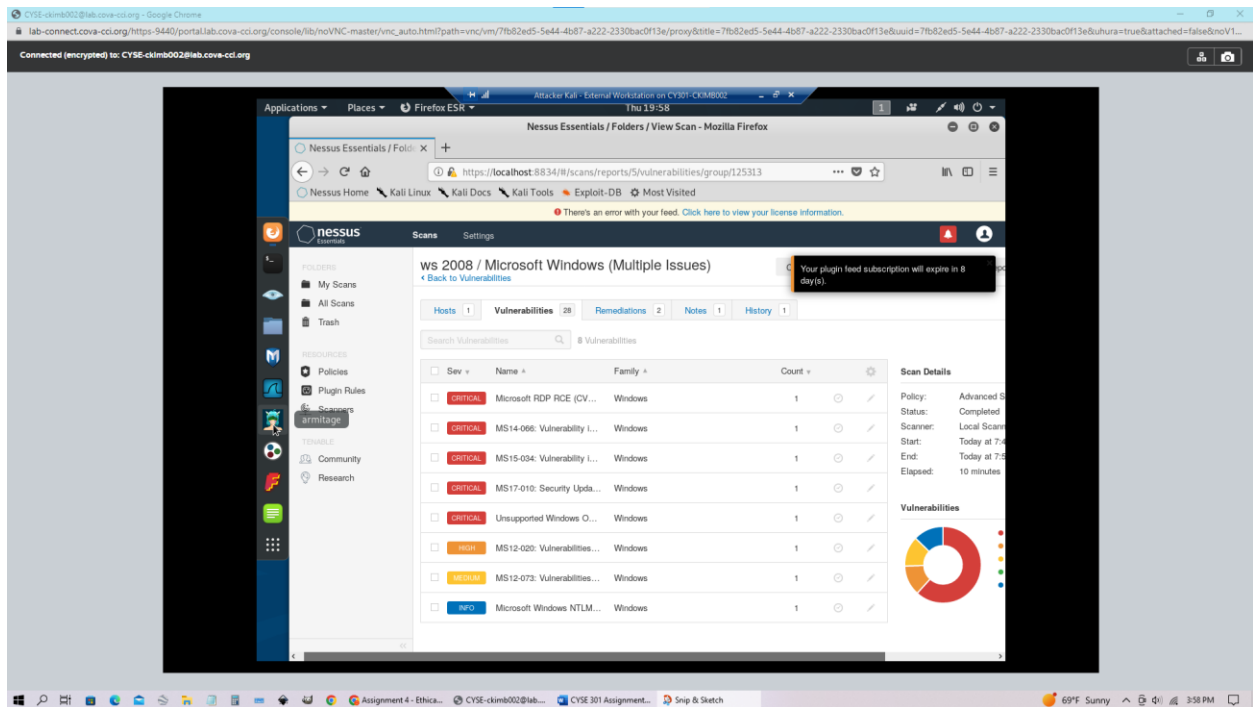 CYSE-ckimb002@lab.cova-cci.org - Google Chrome
lab-connect.cova-cci.org/https-9440/portal.lab.cova-cci.org/console/lib/noVNC-master/vnc_auto.html?path=vnc/vm/7fb82ed5-5e44-4b87-a222-2330bac0f13e/proxy&title=7fb82ed5-5e44-4b87-a222-2330bac0f13e&uuid=7fb82ed5-5e44-4b87-a222-2330bac0f13e&uhura=true&attached=false&noV1...
Connected (encrypted) to: CYSE-ckimb002@lab.cova-cci.org
Attacker Kali - External Workstation on CY301-CKIMB002
Applications Places Firefox ESR Thu 19:58 1
Nessus Essentials / Folders / View Scan - Mozilla Firefox
Nessus Essentials / Fold
https://localhost:8834/#/scans/reports/5/vulnerabilities/group/125313
Nessus Home Kali Linux Kali Docs Kali Tools Exploit-DB Most Visited
There's an error with your feed. Click here to view your license information.
nessus Essentials Scans Settings
FOLDERS
My Scans
All Scans
Trash
RESOURCES
Policies
Plugin Rules
Scanners
armitage
TENABLE
Community
Research
ws 2008 / Microsoft Windows (Multiple Issues)
Back to Vulnerabilities
Your plugin feed subscription will expire in 8 day(s).
Hosts 1 Vulnerabilities 28 Remediations 2 Notes 1 History 1
Search Vulnerabilities 8 Vulnerabilities
Sev Name Family Count
CRITICAL Microsoft RDP RCE (CV... Windows 1
CRITICAL MS14-066: Vulnerability i... Windows 1
CRITICAL MS15-034: Vulnerability i... Windows 1
CRITICAL MS17-010: Security Upda... Windows 1
CRITICAL Unsupported Windows O... Windows 1
HIGH MS12-020: Vulnerabilities... Windows 1
MEDIUM MS12-073: Vulnerabilities... Windows 1
INFO Microsoft Windows NTLM... Windows 1
Scan Details
Policy: Advanced S
Status: Completed
Scanner: Local Scann
Start: Today at 7:4
End: Today at 7:5
Elapsed: 10 minutes
Vulnerabilities
Assignment 4 - Ethica... CYSE-ckimb002@lab.... CYSE 301 Assignment... Snip & Sketch 69°F Sunny 3:58 PM